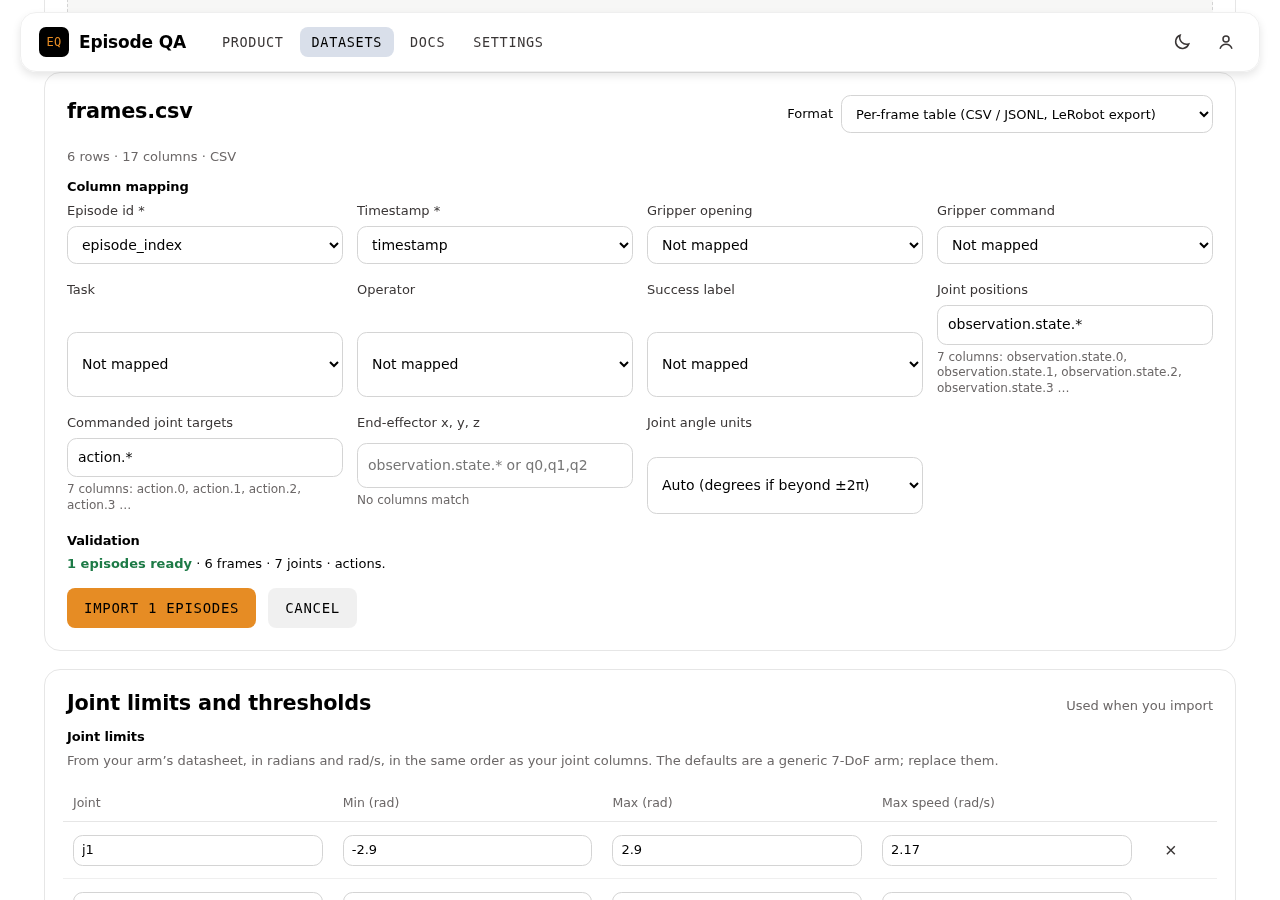 EQ Episode QA PRODUCT DATASETS DOCS SETTINGS
frames.csv
Format Per-frame table (CSV / JSONL, LeRobot export)
6 rows · 17 columns · CSV
Column mapping
Episode id * Timestamp * Gripper opening Gripper command
episode_index timestamp Not mapped Not mapped
Task Operator Success label Joint positions
Not mapped Not mapped Not mapped observation.state.*
7 columns: observation.state.0,
observation.state.1, observation.state.2,
observation.state.3 …
Commanded joint targets End-effector x, y, z Joint angle units
action.* observation.state.* or q0,q1,q2 Auto (degrees if beyond ±2π)
7 columns: action.0, action.1, action.2,
action.3 …
No columns match
Validation
1 episodes ready · 6 frames · 7 joints · actions.
IMPORT 1 EPISODES CANCEL
Joint limits and thresholds Used when you import
Joint limits
From your arm’s datasheet, in radians and rad/s, in the same order as your joint columns. The defaults are a generic 7-DoF arm; replace them.
Joint Min (rad) Max (rad) Max speed (rad/s)
j1 -2.9 2.9 2.17 ×